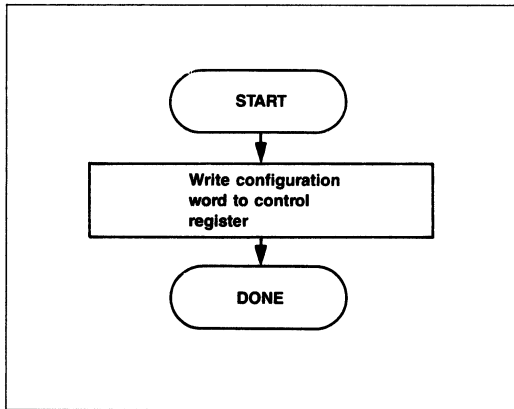 START
Write configuration
word to control
register
DONE